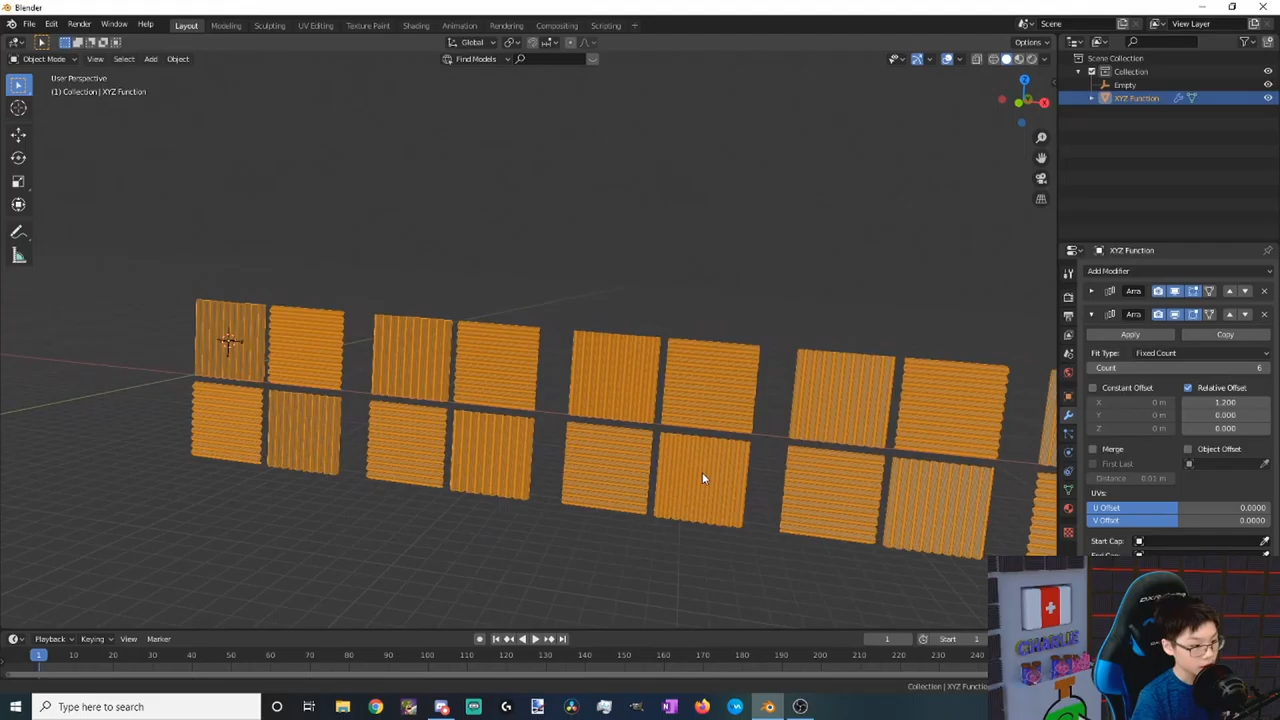 Blender
File Edit Render Window Help
Layout Modeling Sculpting UV Editing Texture Paint Shading Animation Rendering Compositing Scripting +
Scene
View Layer
Global
Options
Object Mode View Select Add Object
Find Models
User Perspective
(1) Collection | XYZ Function
Z
X
Scene Collection
Collection
Empty
XYZ Function
XYZ Function
Add Modifier
Arra
Arra
Apply Copy
Fit Type: Fixed Count
Count 6
Constant Offset Relative Offset
X 0 m 1.200
Y 0 m 0.000
Z 0 m 0.000
Merge Object Offset
First Last
Distance 0.01 m
UVs:
U Offset 0.0000
V Offset 0.0000
Start Cap:
CHARLIE
Playback Keying View Marker
1 Start 1
1 10 20 30 40 50 60 70 80 90 100 110 120 130 140 150 160 170 180 190 200 210 220 230 240
Collection | XYZ Functio
Type here to search